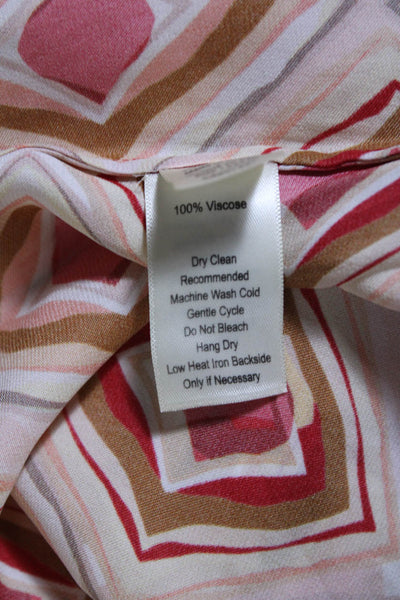 100% Viscose
Dry Clean
Recommended
Machine Wash Cold
Gentle Cycle
Do Not Bleach
Hang Dry
Low Heat Iron Backside
Only if Necessary